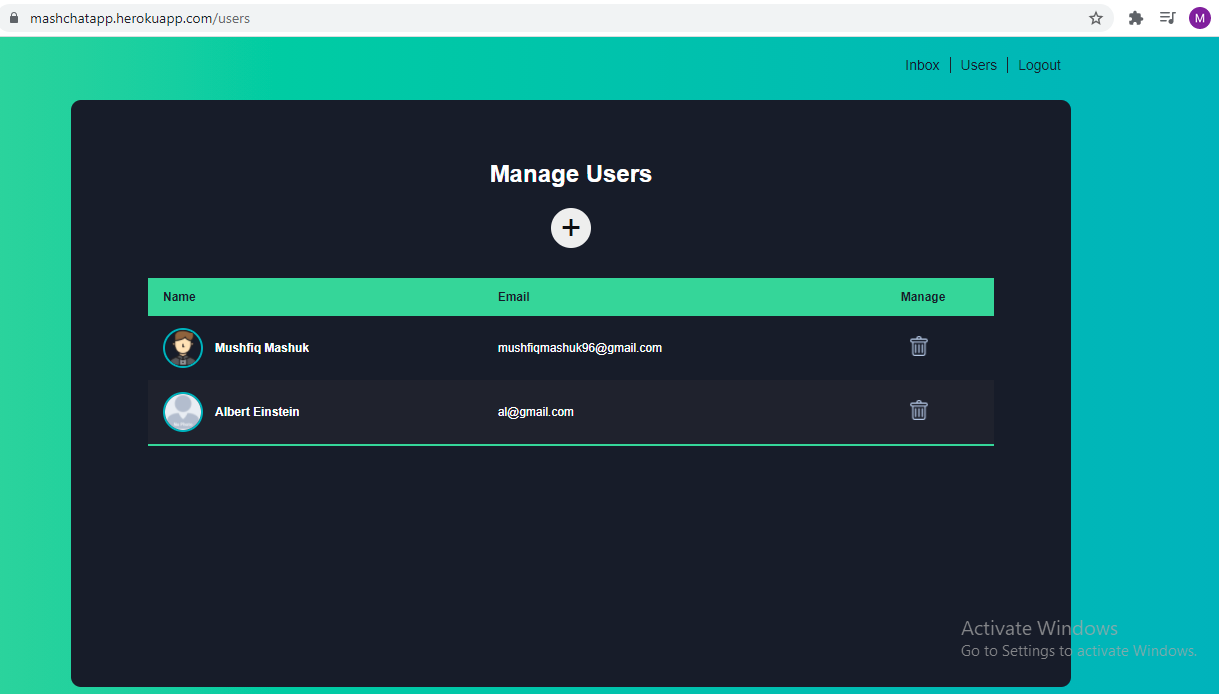 mashchatapp.herokuapp.com/users
M
Inbox | Users | Logout
Manage Users
+
Name Email Manage
Mushfiq Mashuk mushfiqmashuk96@gmail.com
Albert Einstein al@gmail.com
Activate Windows
Go to Settings to activate Windows.